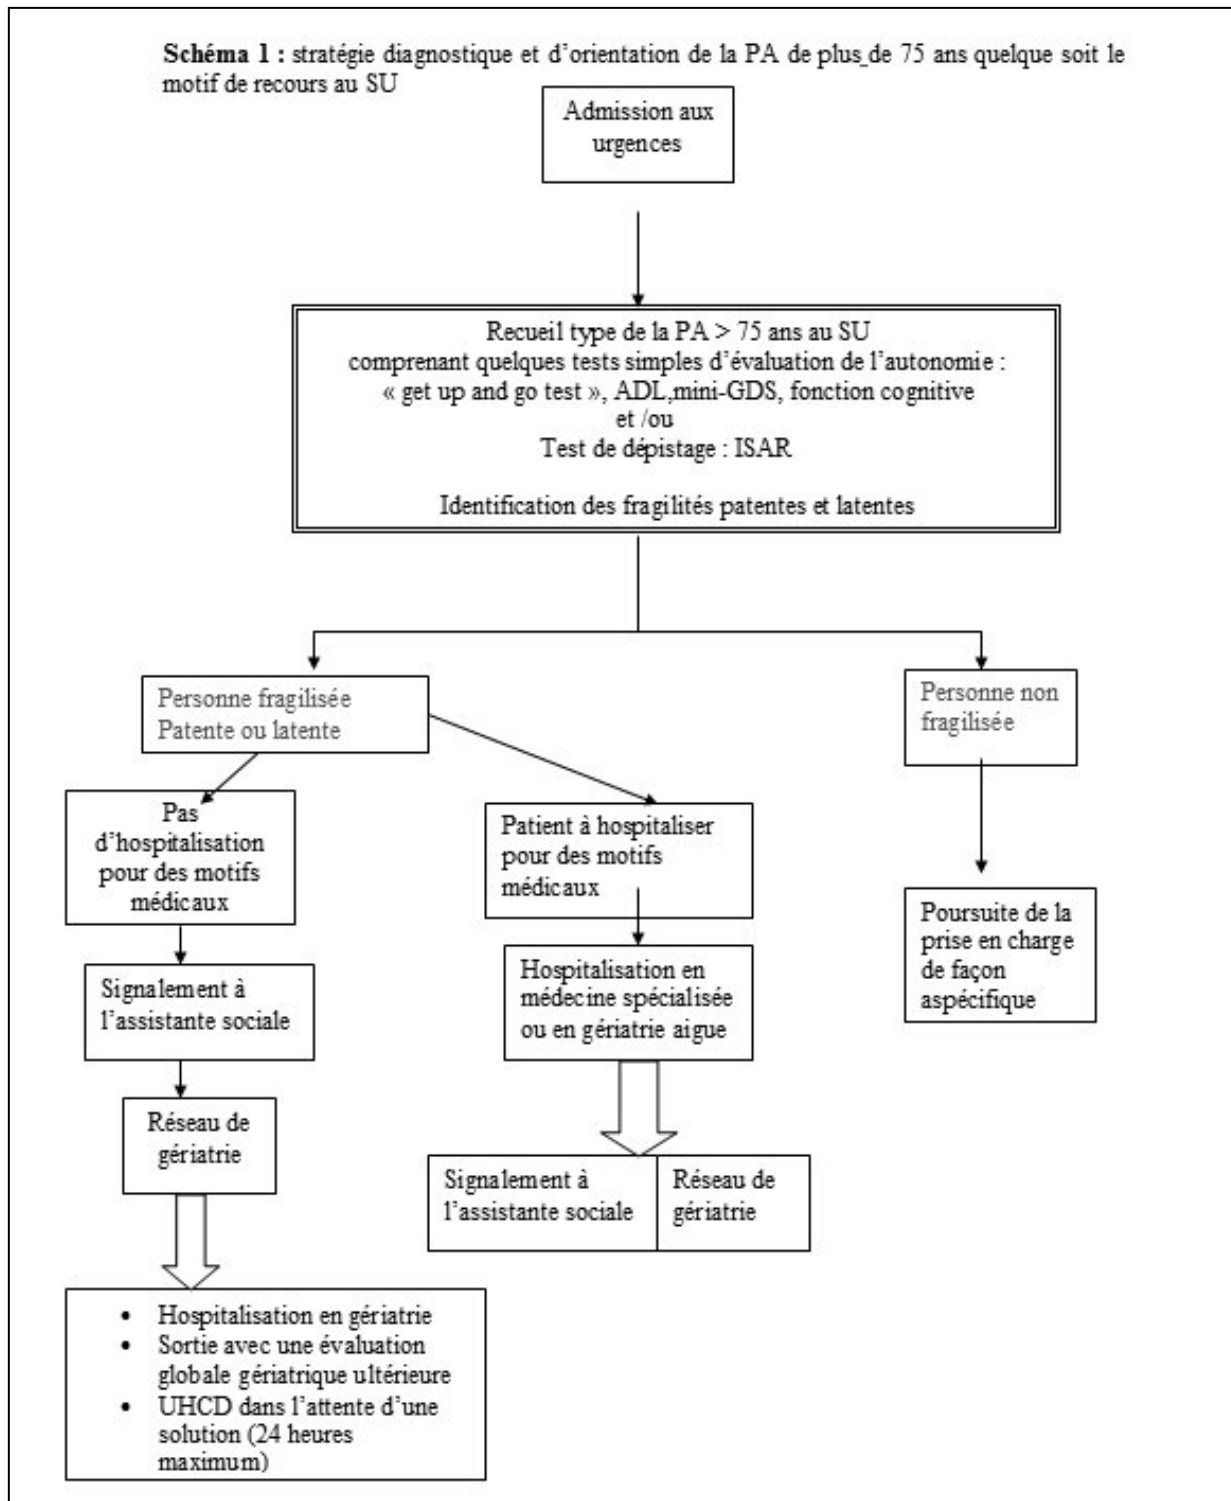 Schéma 1 : stratégie diagnostique et d'orientation de la PA de plus de 75 ans quelque soit le
motif de recours au SU
Admission aux
urgences
Recueil type de la PA > 75 ans au SU
comprenant quelques tests simples d'évaluation de l'autonomie :
« get up and go test », ADL,mini-GDS, fonction cognitive
et /ou
Test de dépistage : ISAR
Identification des fragilités patentes et latentes
Personne fragilisée
Patente ou latente
Personne non
fragilisée
Pas
d'hospitalisation
pour des motifs
médicaux
Patient à hospitaliser
pour des motifs
médicaux
Poursuite de la
prise en charge
de façon
aspécifique
Signalement à
l'assistante sociale
Hospitalisation en
médecine spécialisée
ou en gériatrie aigue
Réseau de
gériatrie
Signalement à
l'assistante sociale
Réseau de
gériatrie
• Hospitalisation en gériatrie
• Sortie avec une évaluation
globale gériatrique ultérieure
• UHCD dans l'attente d'une
solution (24 heures
maximum)